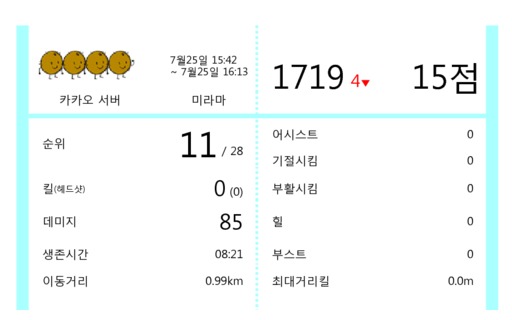 7월25일 15:42
~ 7월25일 16:13
카카오 서버
미라마
1719 4▼
15점
순위
11 / 28
킬(헤드샷)
0 (0)
데미지
85
생존시간
08:21
이동거리
0.99km
어시스트
0
기절시킴
0
부활시킴
0
힐
0
부스트
0
최대거리킬
0.0m